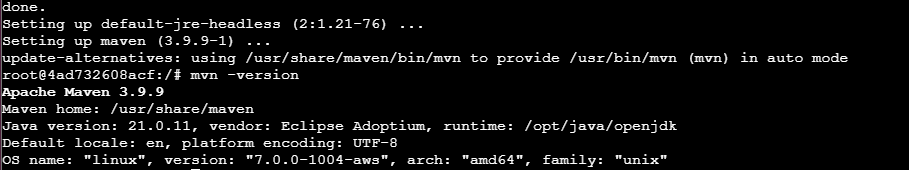 done.
Setting up default-jre-headless (2:1.21-76) ...
Setting up maven (3.9.9-1) ...
update-alternatives: using /usr/share/maven/bin/mvn to provide /usr/bin/mvn (mvn) in auto mode
root@4ad732608acf:/# mvn -version
Apache Maven 3.9.9
Maven home: /usr/share/maven
Java version: 21.0.11, vendor: Eclipse Adoptium, runtime: /opt/java/openjdk
Default locale: en, platform encoding: UTF-8
OS name: "linux", version: "7.0.0-1004-aws", arch: "amd64", family: "unix"